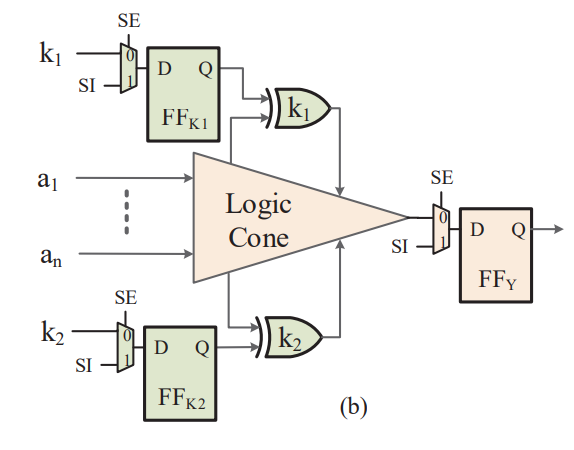 SE
k1
0
SI
1
D Q
FFK1
k1
a1
Logic
Cone
an
SE
0
SI
1
D Q
FFY
SE
k2
0
SI
1
D Q
FFK2
k2
(b)